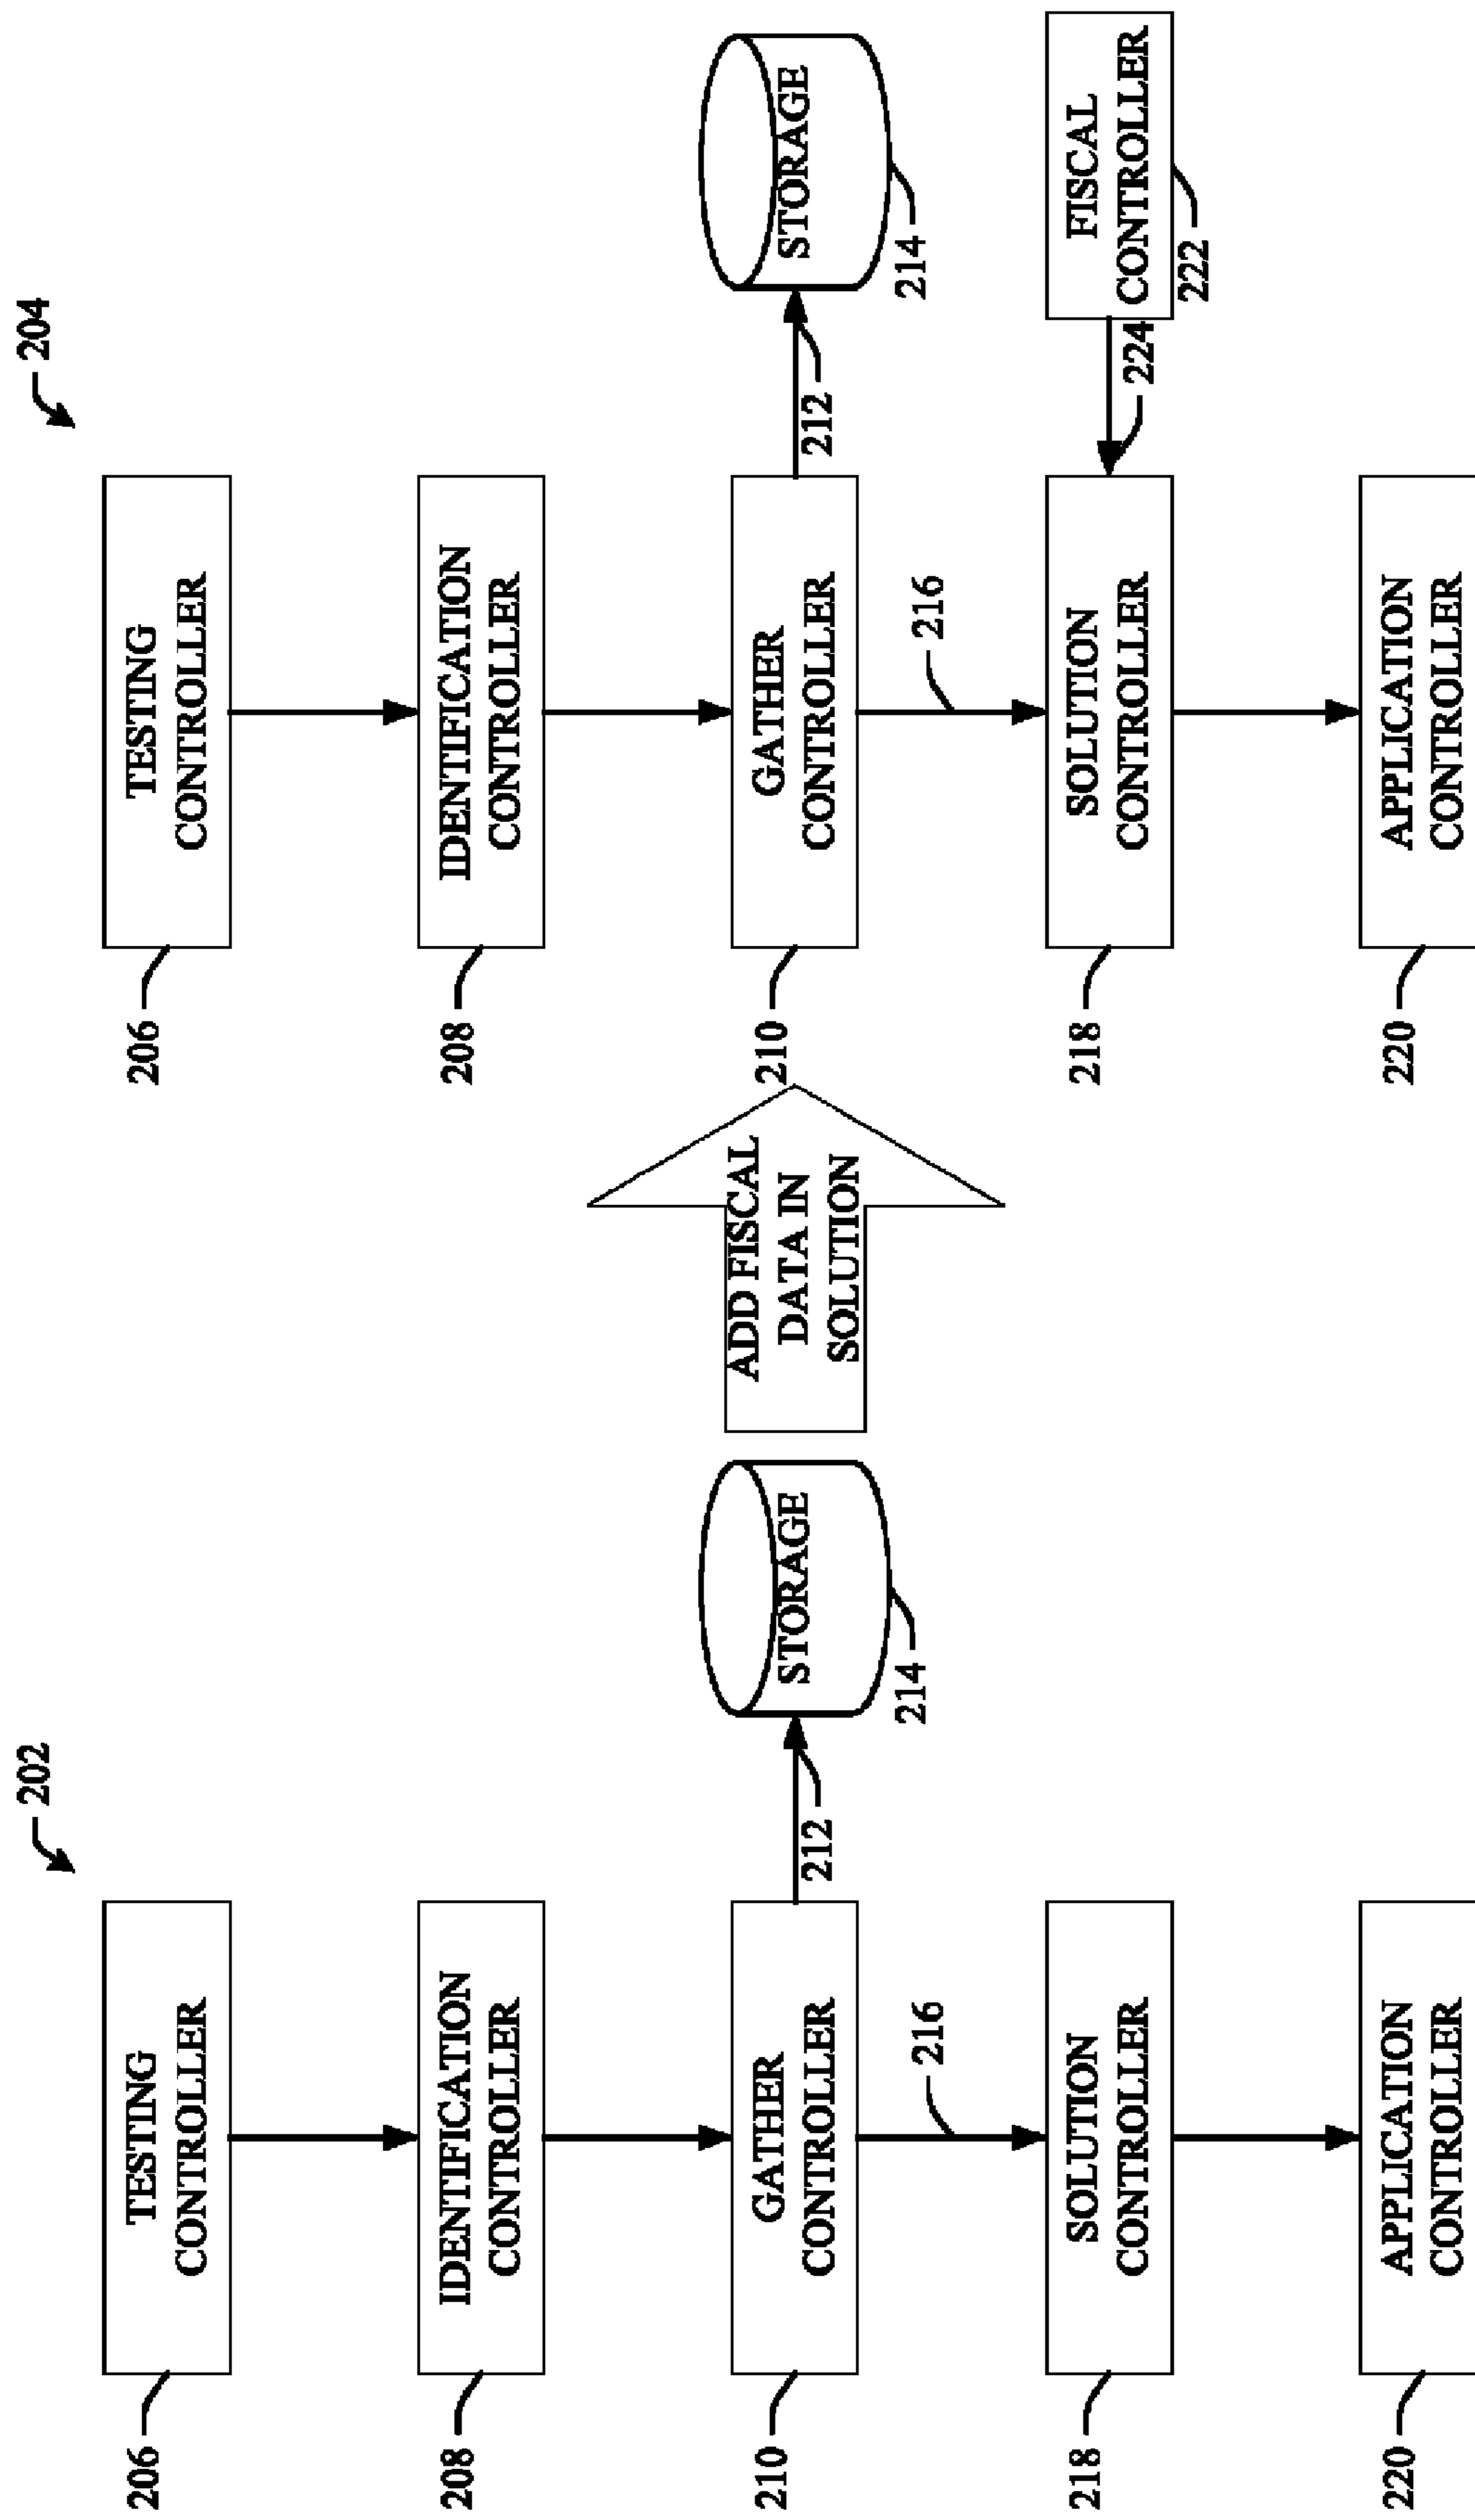 202
TESTING
CONTROLLER
206
IDENTIFICATION
CONTROLLER
208
GATHER
CONTROLLER
210
212
STORAGE
214
216
SOLUTION
CONTROLLER
218
APPLICATION
CONTROLLER
220
ADD FISCAL
DATA IN
SOLUTION
204
TESTING
CONTROLLER
206
IDENTIFICATION
CONTROLLER
208
GATHER
CONTROLLER
210
212
STORAGE
214
216
SOLUTION
CONTROLLER
218
224
FISCAL
CONTROLLER
222
APPLICATION
CONTROLLER
220